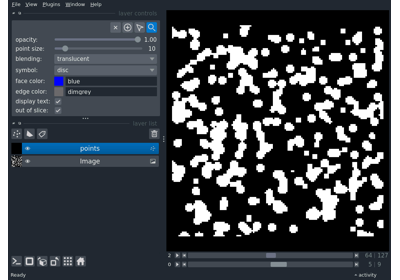 File View Plugins Window Help
layer controls
opacity: 1.00
point size: 10
blending: translucent
symbol: disc
face color: blue
edge color: dimgrey
display text:
out of slice:
layer list
points
Image
2 64 127
0 5 9
Ready activity